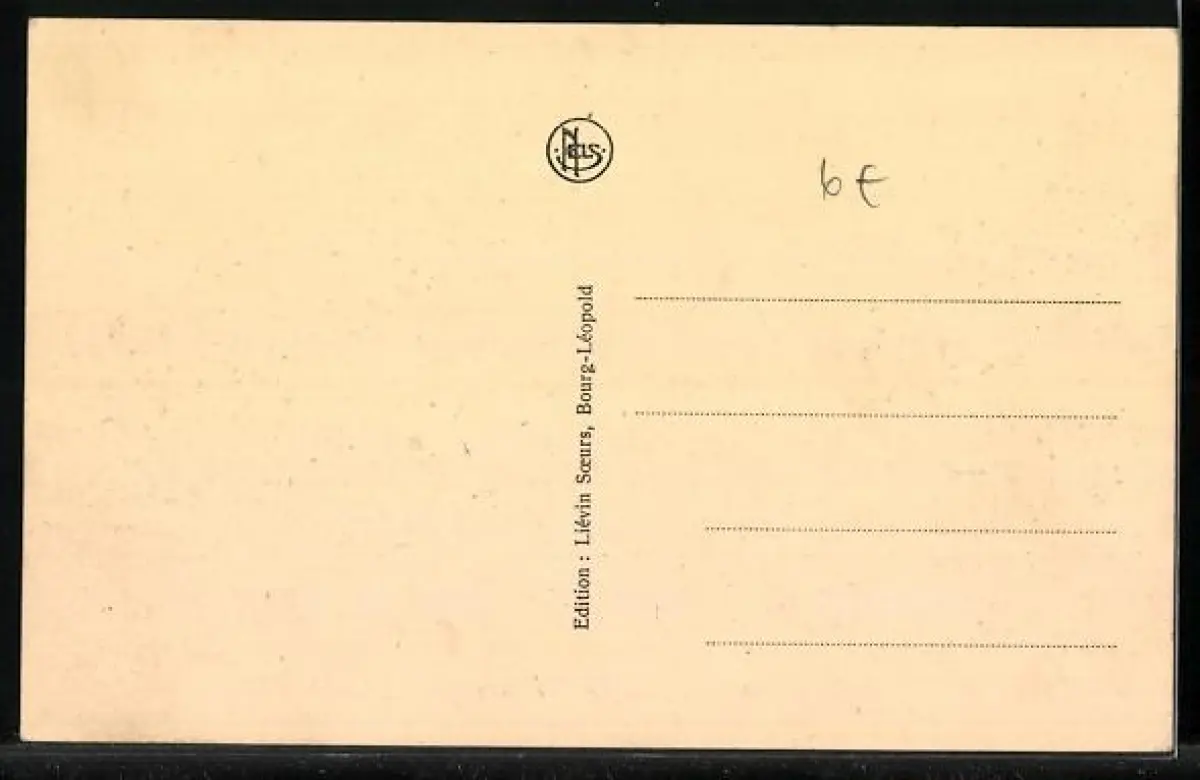 NELS
6 €
Edition : Liévin Sœurs, Bourg-Léopold